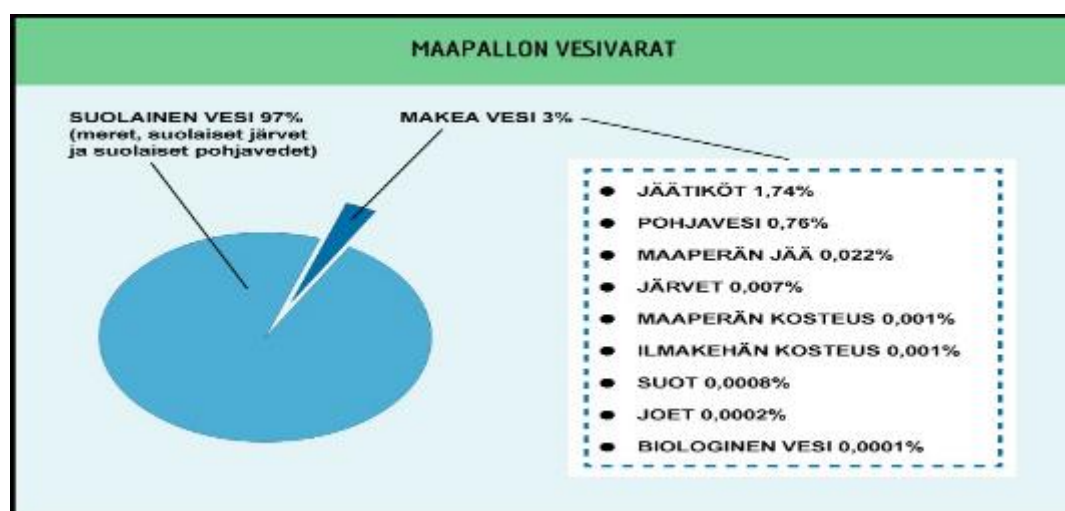 MAAPALLON VESIVARAT
SUOLAINEN VESI 97%
(meret, suolaiset järvet
ja suolaiset pohjavedet)
MAKEA VESI 3%
● JÄÄTIKÖT 1,74%
● POHJAVESI 0,76%
● MAAPERÄN JÄÄ 0,022%
● JÄRVET 0,007%
● MAAPERÄN KOSTEUS 0,001%
● ILMAKEHÄN KOSTEUS 0,001%
● SUOT 0,0008%
● JOET 0,0002%
● BIOLOGINEN VESI 0,0001%